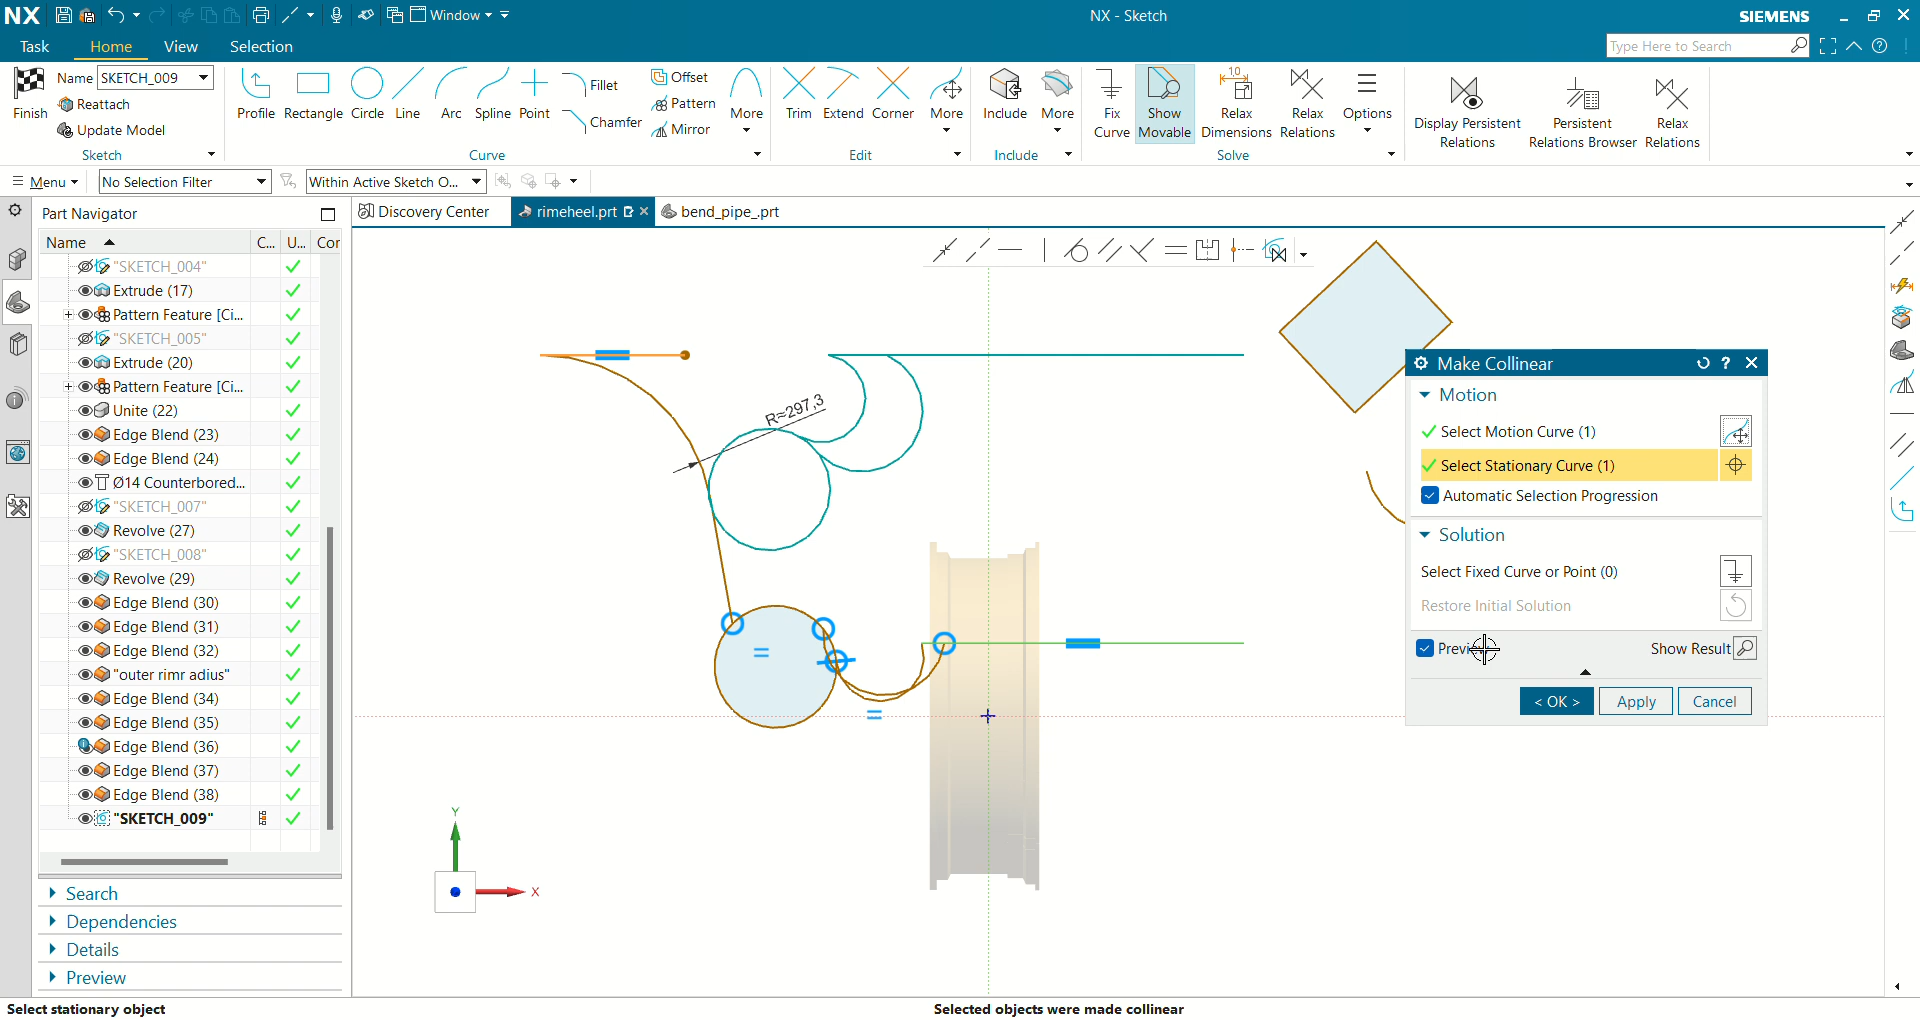 NX
Window
NX - Sketch
SIEMENS
Task
Home
View
Selection
Type Here to Search
Finish
Name
SKETCH_009
Reattach
Update Model
Sketch
Profile
Rectangle
Circle
Line
Arc
Spline
Point
Fillet
Chamfer
Offset
Pattern
Mirror
More
Curve
Trim
Extend
Corner
More
Edit
Include
More
Include
Fix
Curve
Show
Movable
Relax
Dimensions
Relax
Relations
Options
Solve
Display Persistent
Relations
Persistent
Relations Browser
Relax
Relations
Menu
No Selection Filter
Within Active Sketch O...
Part Navigator
Discovery Center
rimeheel.prt
bend_pipe_.prt
Name
C...
U...
Cor
"SKETCH_004"
Extrude (17)
Pattern Feature [Ci...
"SKETCH_005"
Extrude (20)
Pattern Feature [Ci...
Unite (22)
Edge Blend (23)
Edge Blend (24)
Ø14 Counterbored...
"SKETCH_007"
Revolve (27)
"SKETCH_008"
Revolve (29)
Edge Blend (30)
Edge Blend (31)
Edge Blend (32)
"outer rimr adius"
Edge Blend (34)
Edge Blend (35)
Edge Blend (36)
Edge Blend (37)
Edge Blend (38)
"SKETCH_009"
Search
Dependencies
Details
Preview
R=297,3
Y
X
Make Collinear
Motion
Select Motion Curve (1)
Select Stationary Curve (1)
Automatic Selection Progression
Solution
Select Fixed Curve or Point (0)
Restore Initial Solution
Preview
Show Result
< OK >
Apply
Cancel
Select stationary object
Selected objects were made collinear